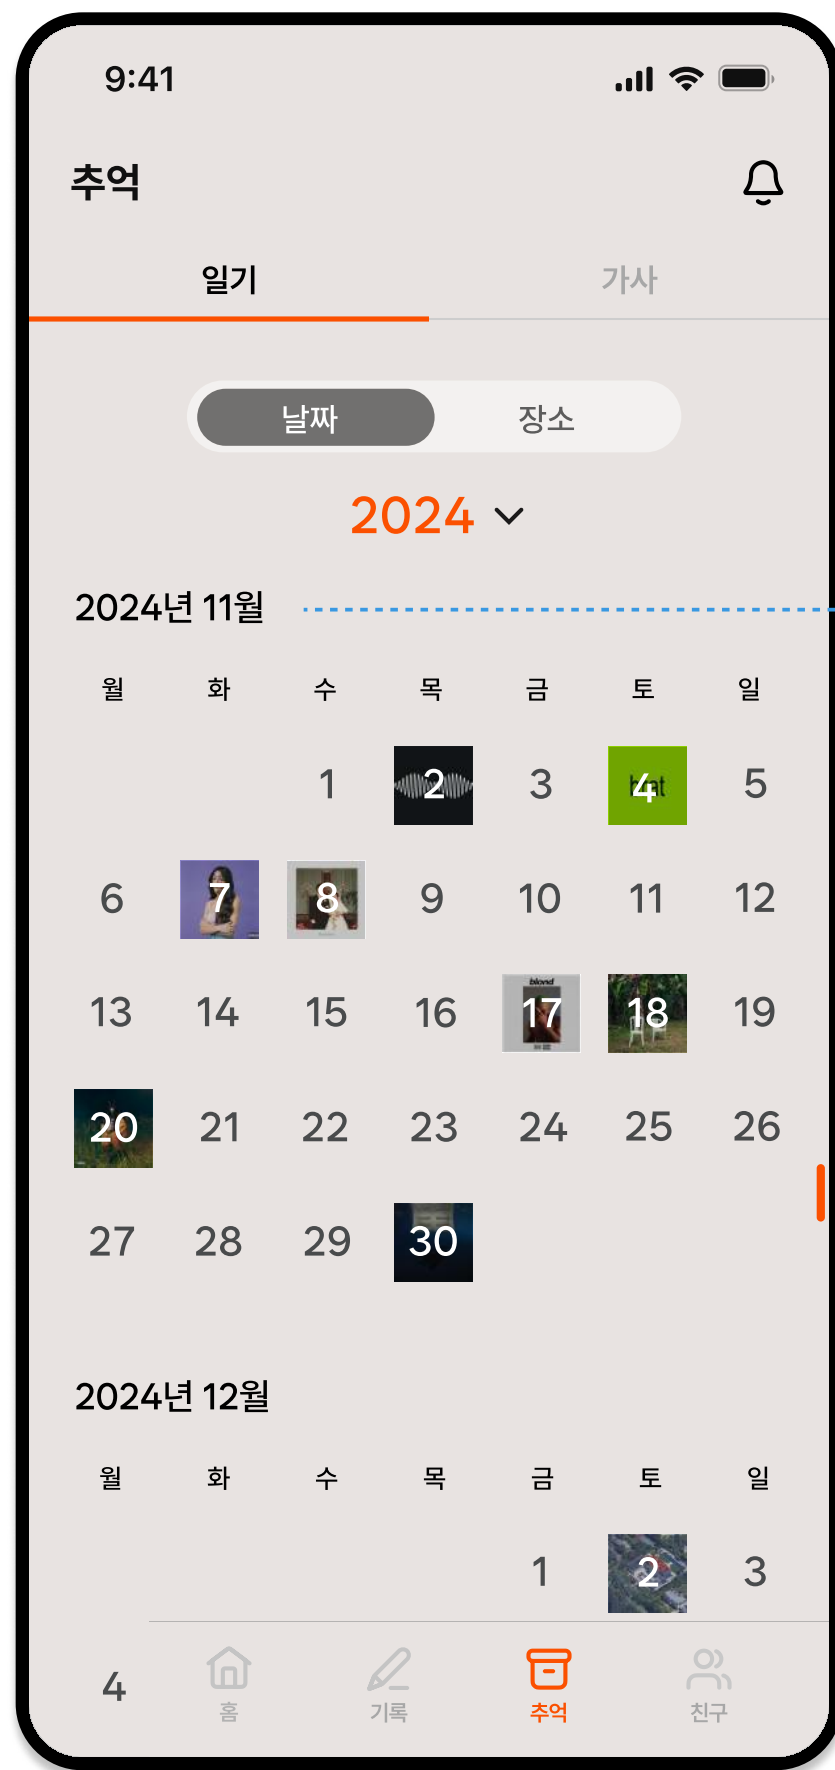 9:41
추억
일기 가사
날짜 장소
2024
2024년 11월
월 화 수 목 금 토 일
1 2 3 4 5
brat
6 7 8 9 10 11 12
blond
13 14 15 16 17 18 19
20 21 22 23 24 25 26
27 28 29 30
2024년 12월
월 화 수 목 금 토 일
1 2 3
4
홈 기록 추억 친구